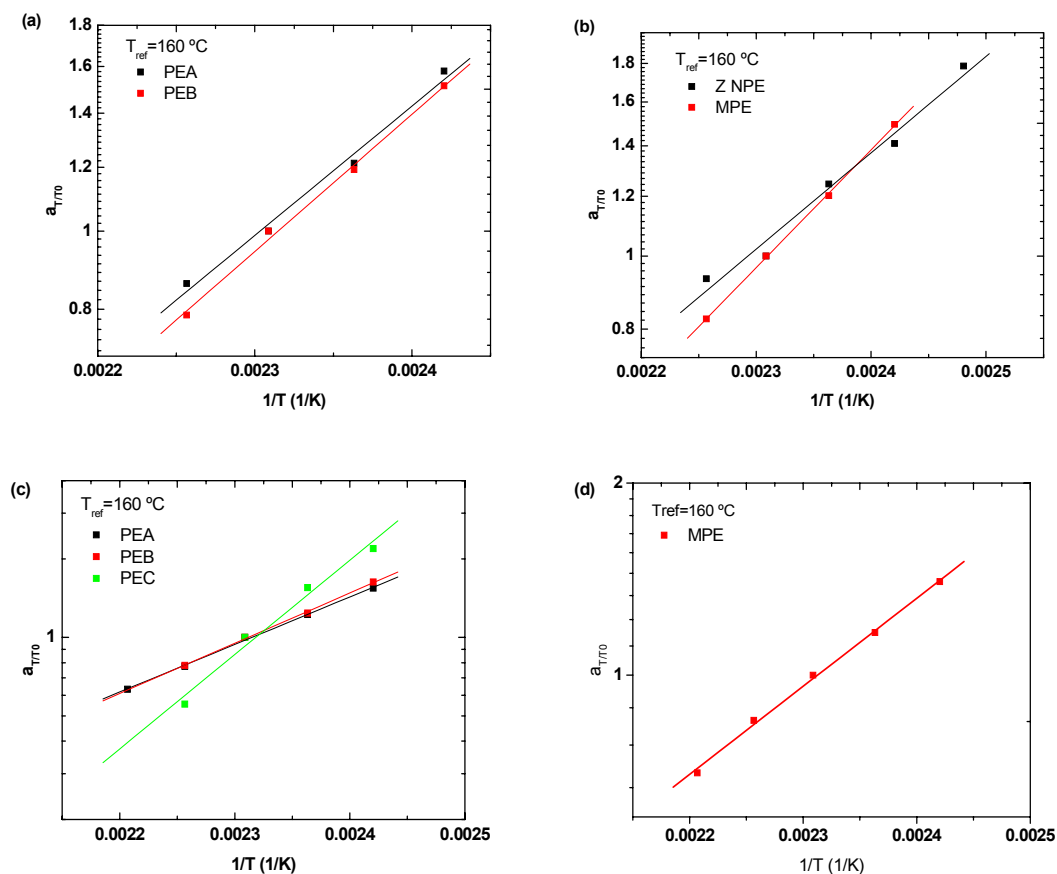 (a)
T_ref=160 ºC
PEA
PEB
1.8
1.6
1.4
1.2
1
0.8
a_T/T0
0.0022 0.0023 0.0024
1/T (1/K)
(b)
T_ref=160 ºC
Z NPE
MPE
1.8
1.6
1.4
1.2
1
0.8
a_T/T0
0.0022 0.0023 0.0024 0.0025
1/T (1/K)
(c)
T_ref=160 ºC
PEA
PEB
PEC
1
a_T/T0
0.0022 0.0023 0.0024 0.0025
1/T (1/K)
(d)
Tref=160 ºC
MPE
2
1
a_T/T0
0.0022 0.0023 0.0024 0.0025
1/T (1/K)